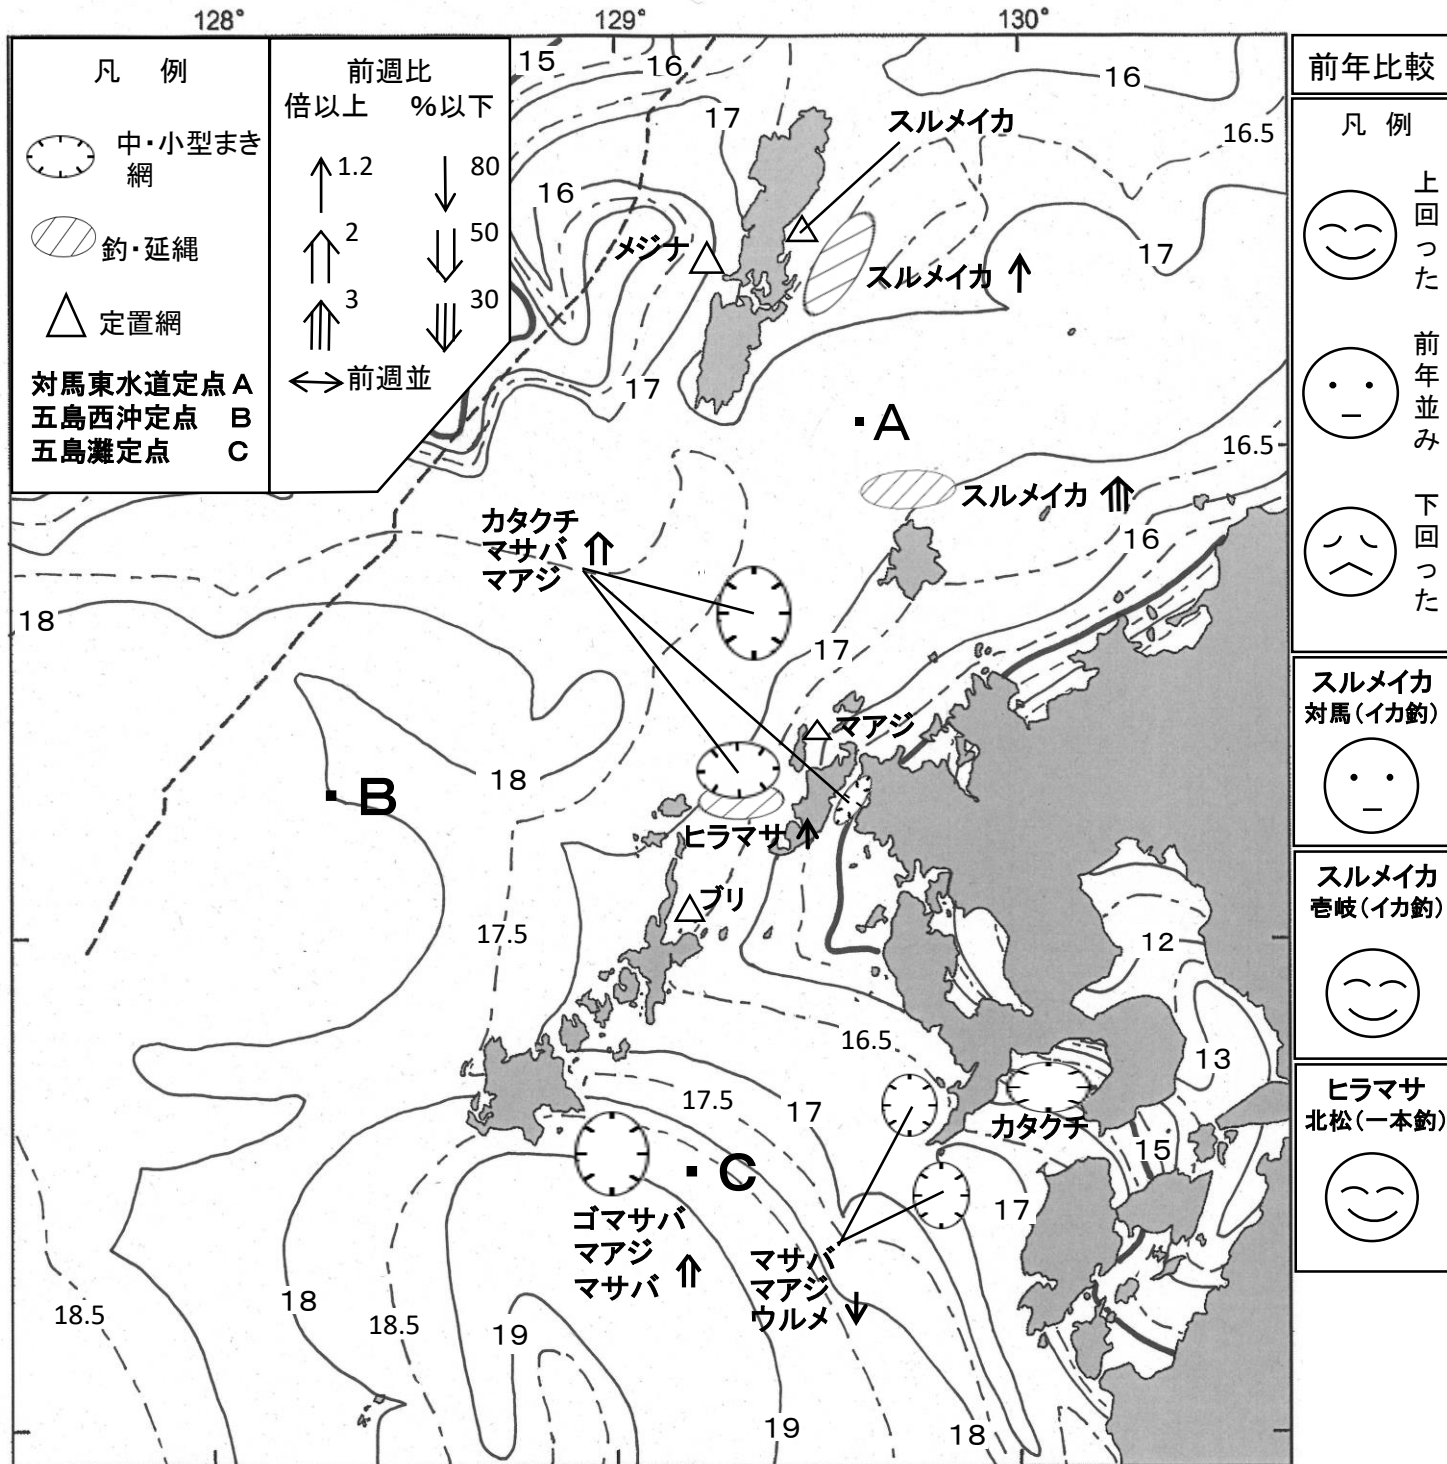 128°
129°
130°
凡 例
中・小型まき
網
釣・延縄
定置網
対馬東水道定点 A
五島西沖定点 B
五島灘定点 C
前週比
倍以上 %以下
1.2 80
2 50
3 30
前週並
前年比較
凡 例
上回った
前年並み
下回った
スルメイカ
対馬(イカ釣)
スルメイカ
壱岐(イカ釣)
ヒラマサ
北松(一本釣)
15
16
16
17
スルメイカ
16.5
16
メジナ
スルメイカ
17
17
A
16.5
スルメイカ
カタクチ
マサバ
マアジ
16
18
17
マアジ
18
B
ヒラマサ
ブリ
17.5
12
16.5
13
17.5
17
カタクチ
15
C
17
ゴマサバ
マアジ
マサバ
マサバ
マアジ
ウルメ
18
18.5
18.5
19
19
18